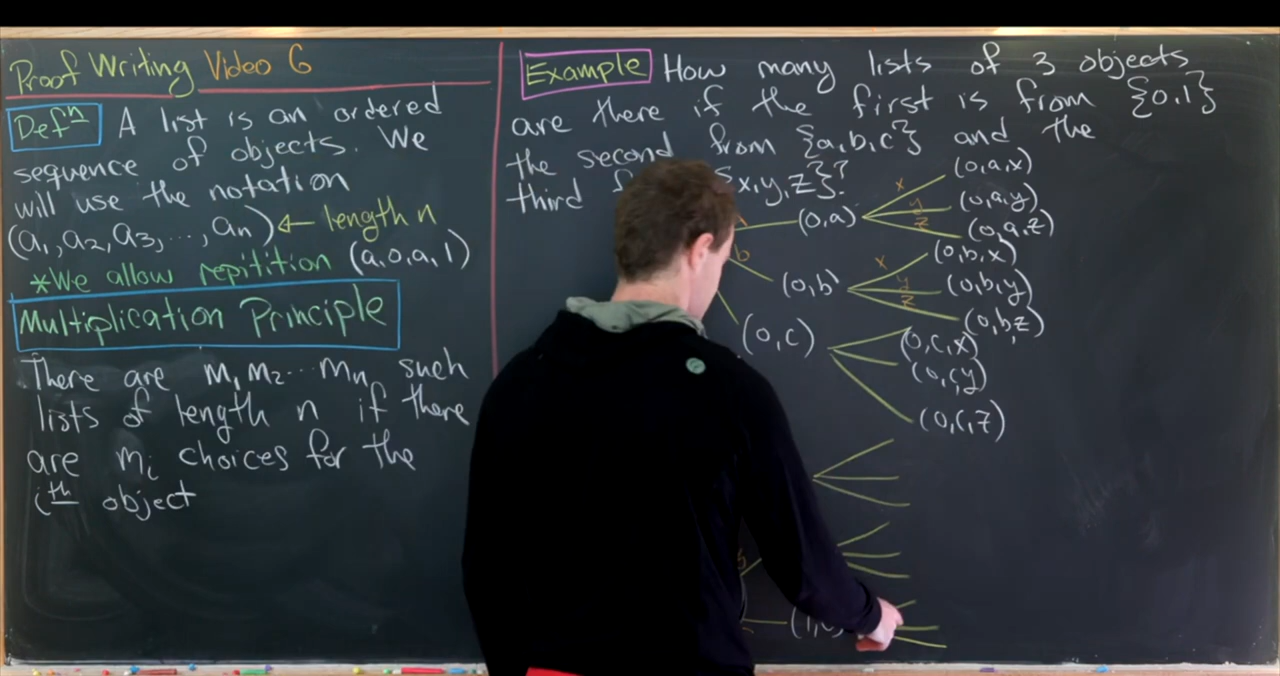 Proof Writing Video 6
Defn A list is an ordered
sequence of objects. We
will use the notation
(a1, a2, a3, ..., an) ← length n
*We allow repitition (a,0,a,1)
Multiplication Principle
There are m1 m2 ... mn such
lists of length n if there
are mi choices for the
ith object
Example How many lists of 3 objects
are there if the first is from {0,1}
the second from {a,b,c} and the
third {x,y,z}?
(0,a) x (0,a,x)
y (0,a,y)
z (0,a,z)
b (0,b) x (0,b,x)
y (0,b,y)
z (0,b,z)
(0,c) (0,c,x)
(0,c,y)
(0,c,z)